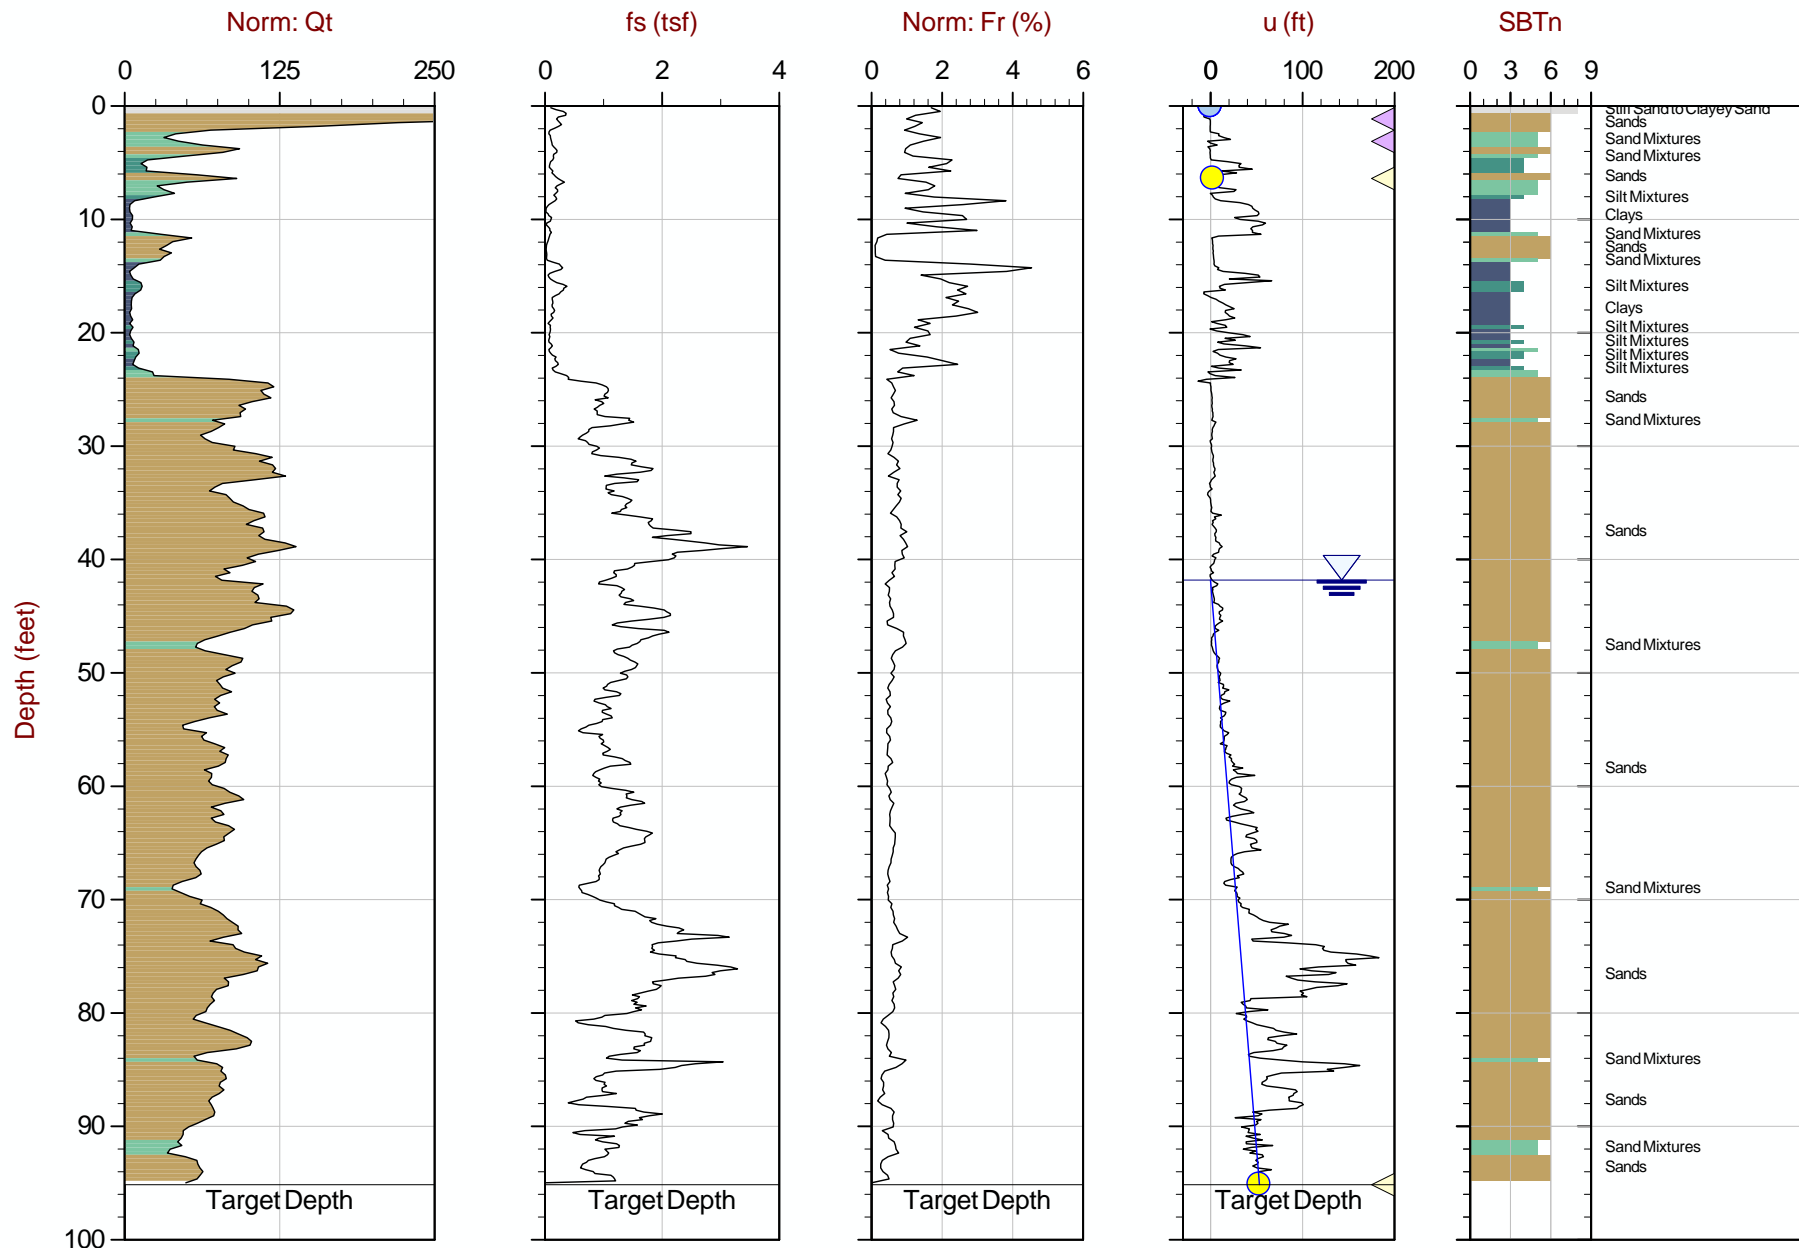 Norm: Qt fs (tsf) Norm: Fr (%) u (ft) SBTn
0 125 250 0 2 4 0 2 4 6 0 100 200 0 3 6 9
Depth (feet)
0
10
20
30
40
50
60
70
80
90
100
Stiff Sand to Clayey Sand
Sands
Sand Mixtures
Sand Mixtures
Sands
Silt Mixtures
Clays
Sand Mixtures
Sands
Sand Mixtures
Silt Mixtures
Clays
Silt Mixtures
Silt Mixtures
Silt Mixtures
Silt Mixtures
Sands
Sand Mixtures
Sands
Sand Mixtures
Sands
Sand Mixtures
Sands
Sand Mixtures
Sands
Sand Mixtures
Sands
Target Depth Target Depth Target Depth Target Depth